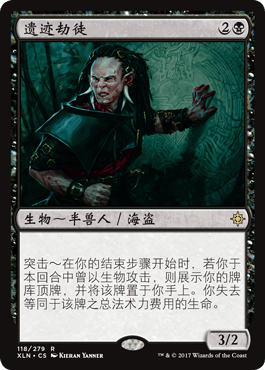 遗迹劫徒 2
生物～半兽人／海盗
突击～在你的结束步骤开始时，若你于
本回合中曾以生物攻击，则展示你的牌
库顶牌，并将该牌置于你手上。你失去
等同于该牌之总法术力费用的生命。
3/2
118/279 R
XLN • CS KIERAN YANNER
™ & © 2017 Wizards of the Coast